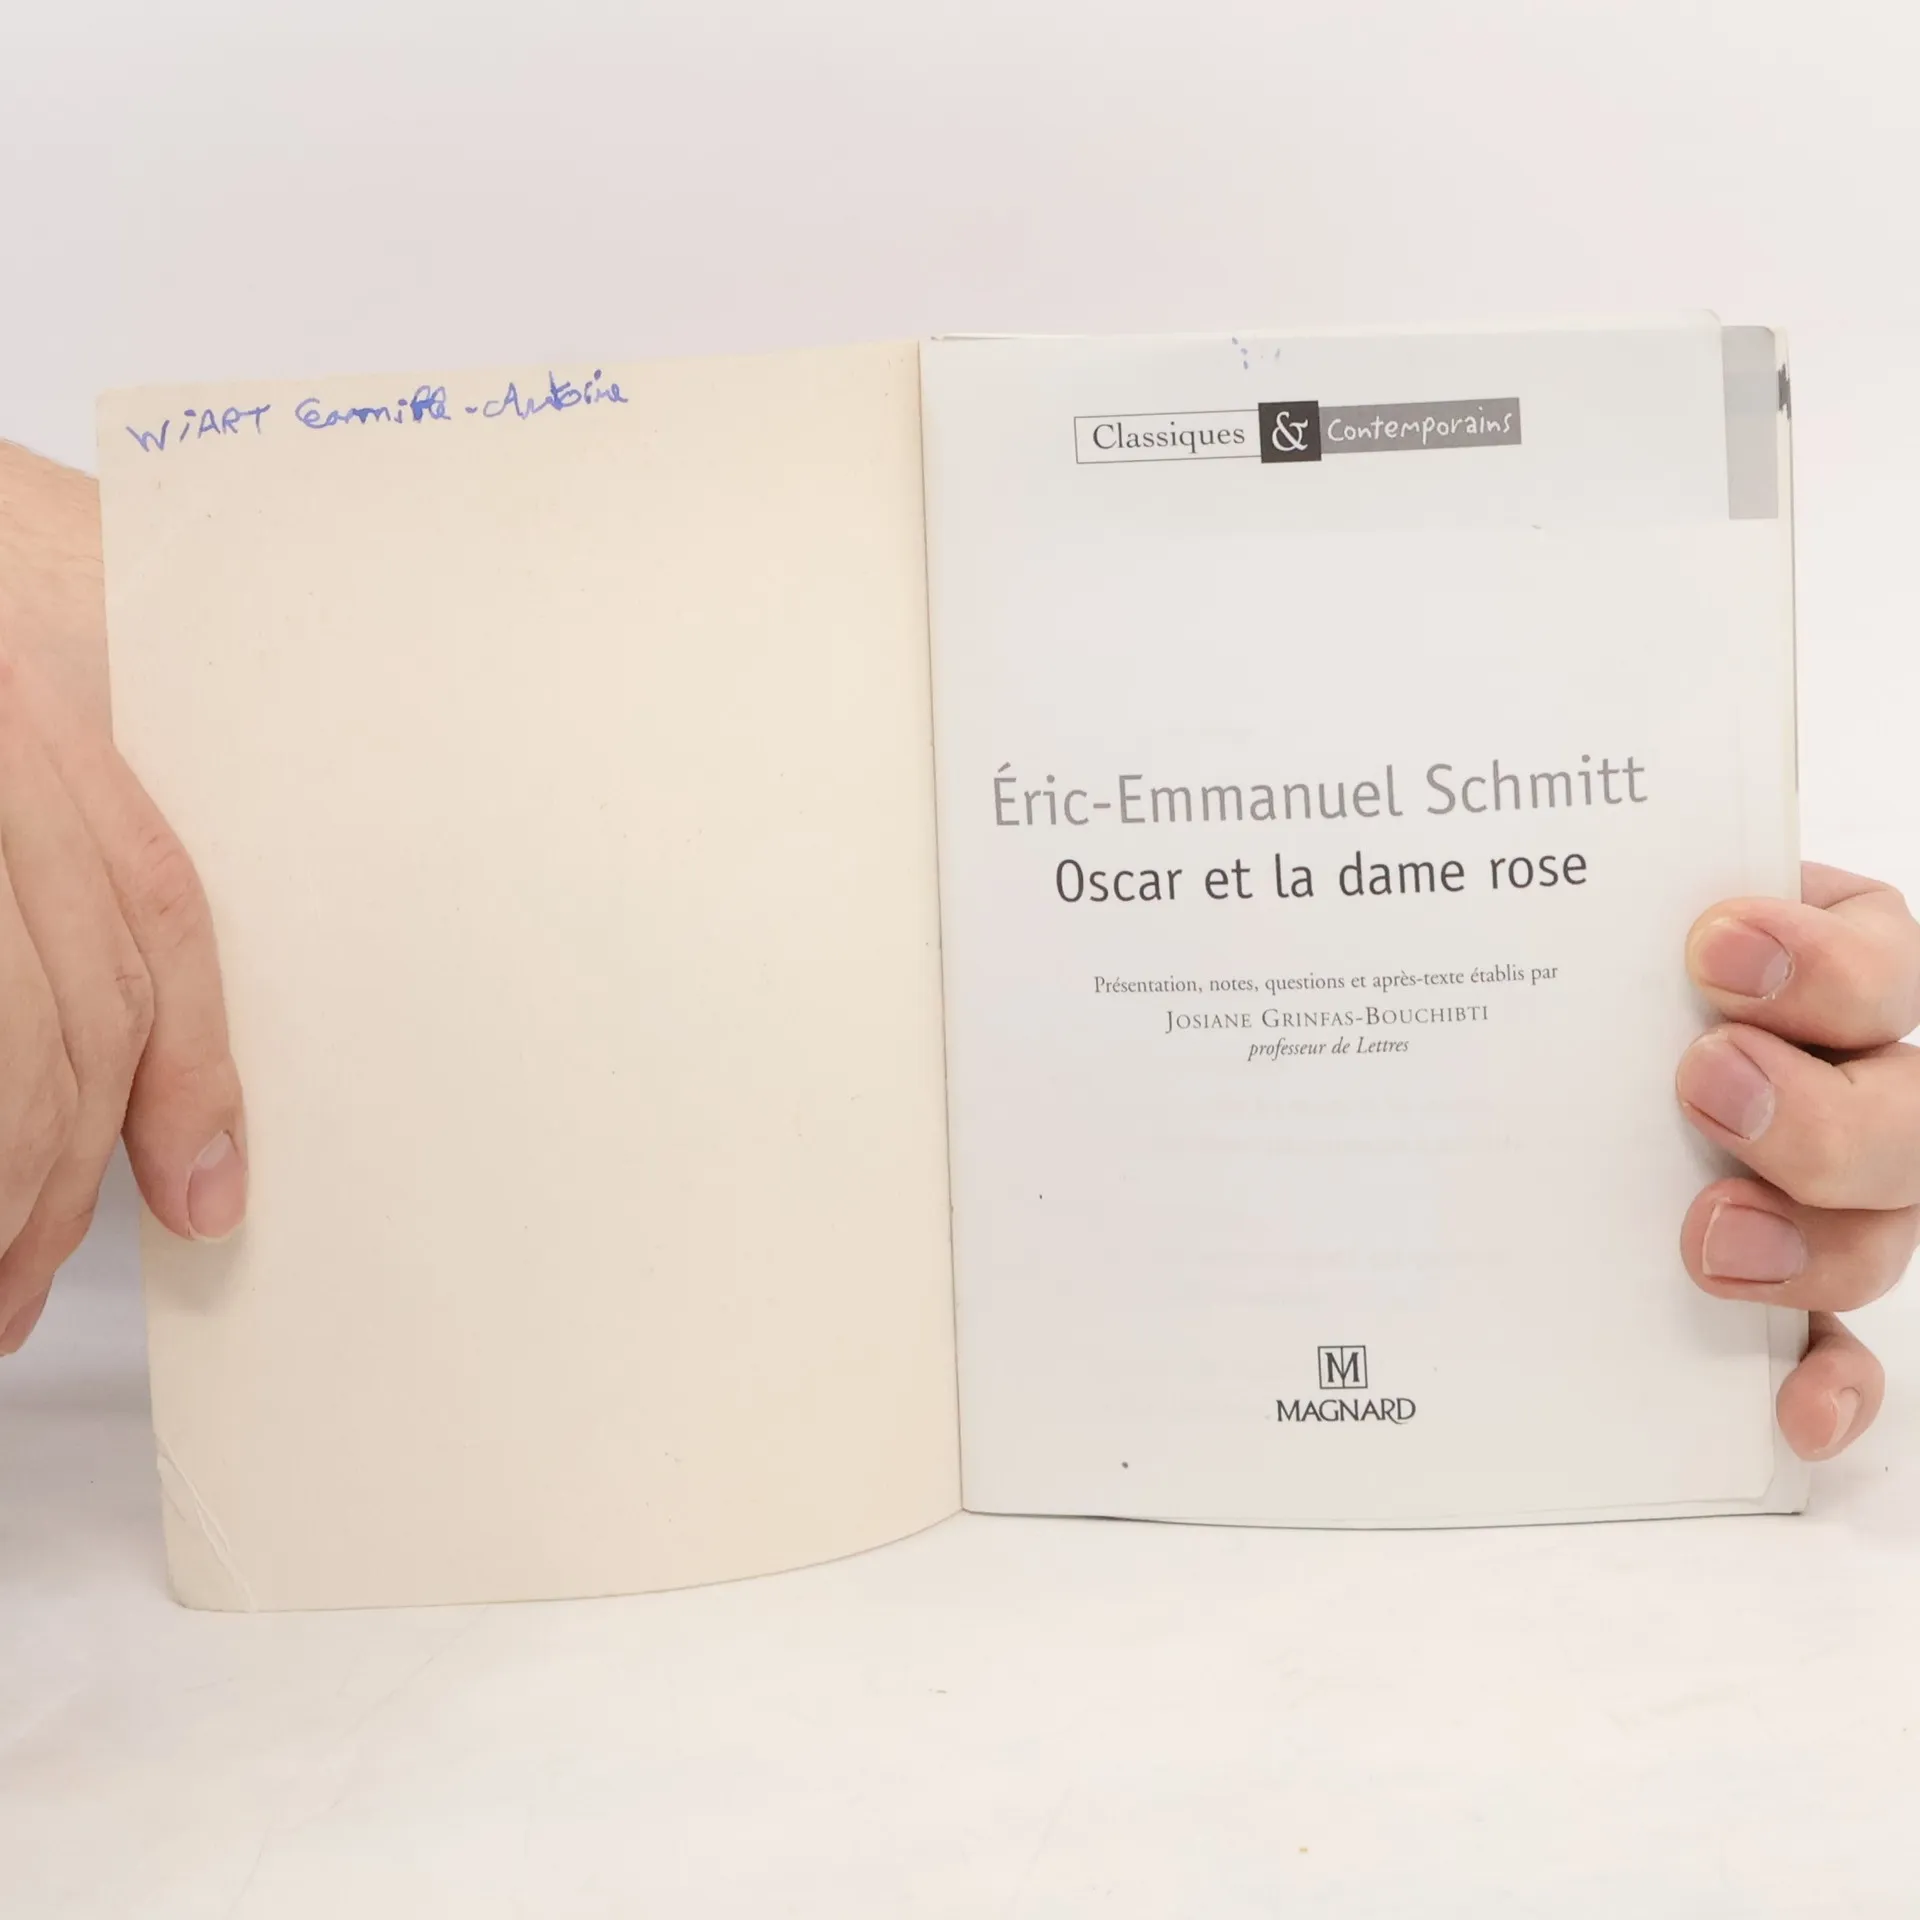 WiART Camille-Antoine
Classiques & Contemporains
Éric-Emmanuel Schmitt
Oscar et la dame rose
Présentation, notes, questions et après-texte établis par
JOSIANE GRINFAS-BOUCHIBTI
professeur de Lettres
M
MAGNARD